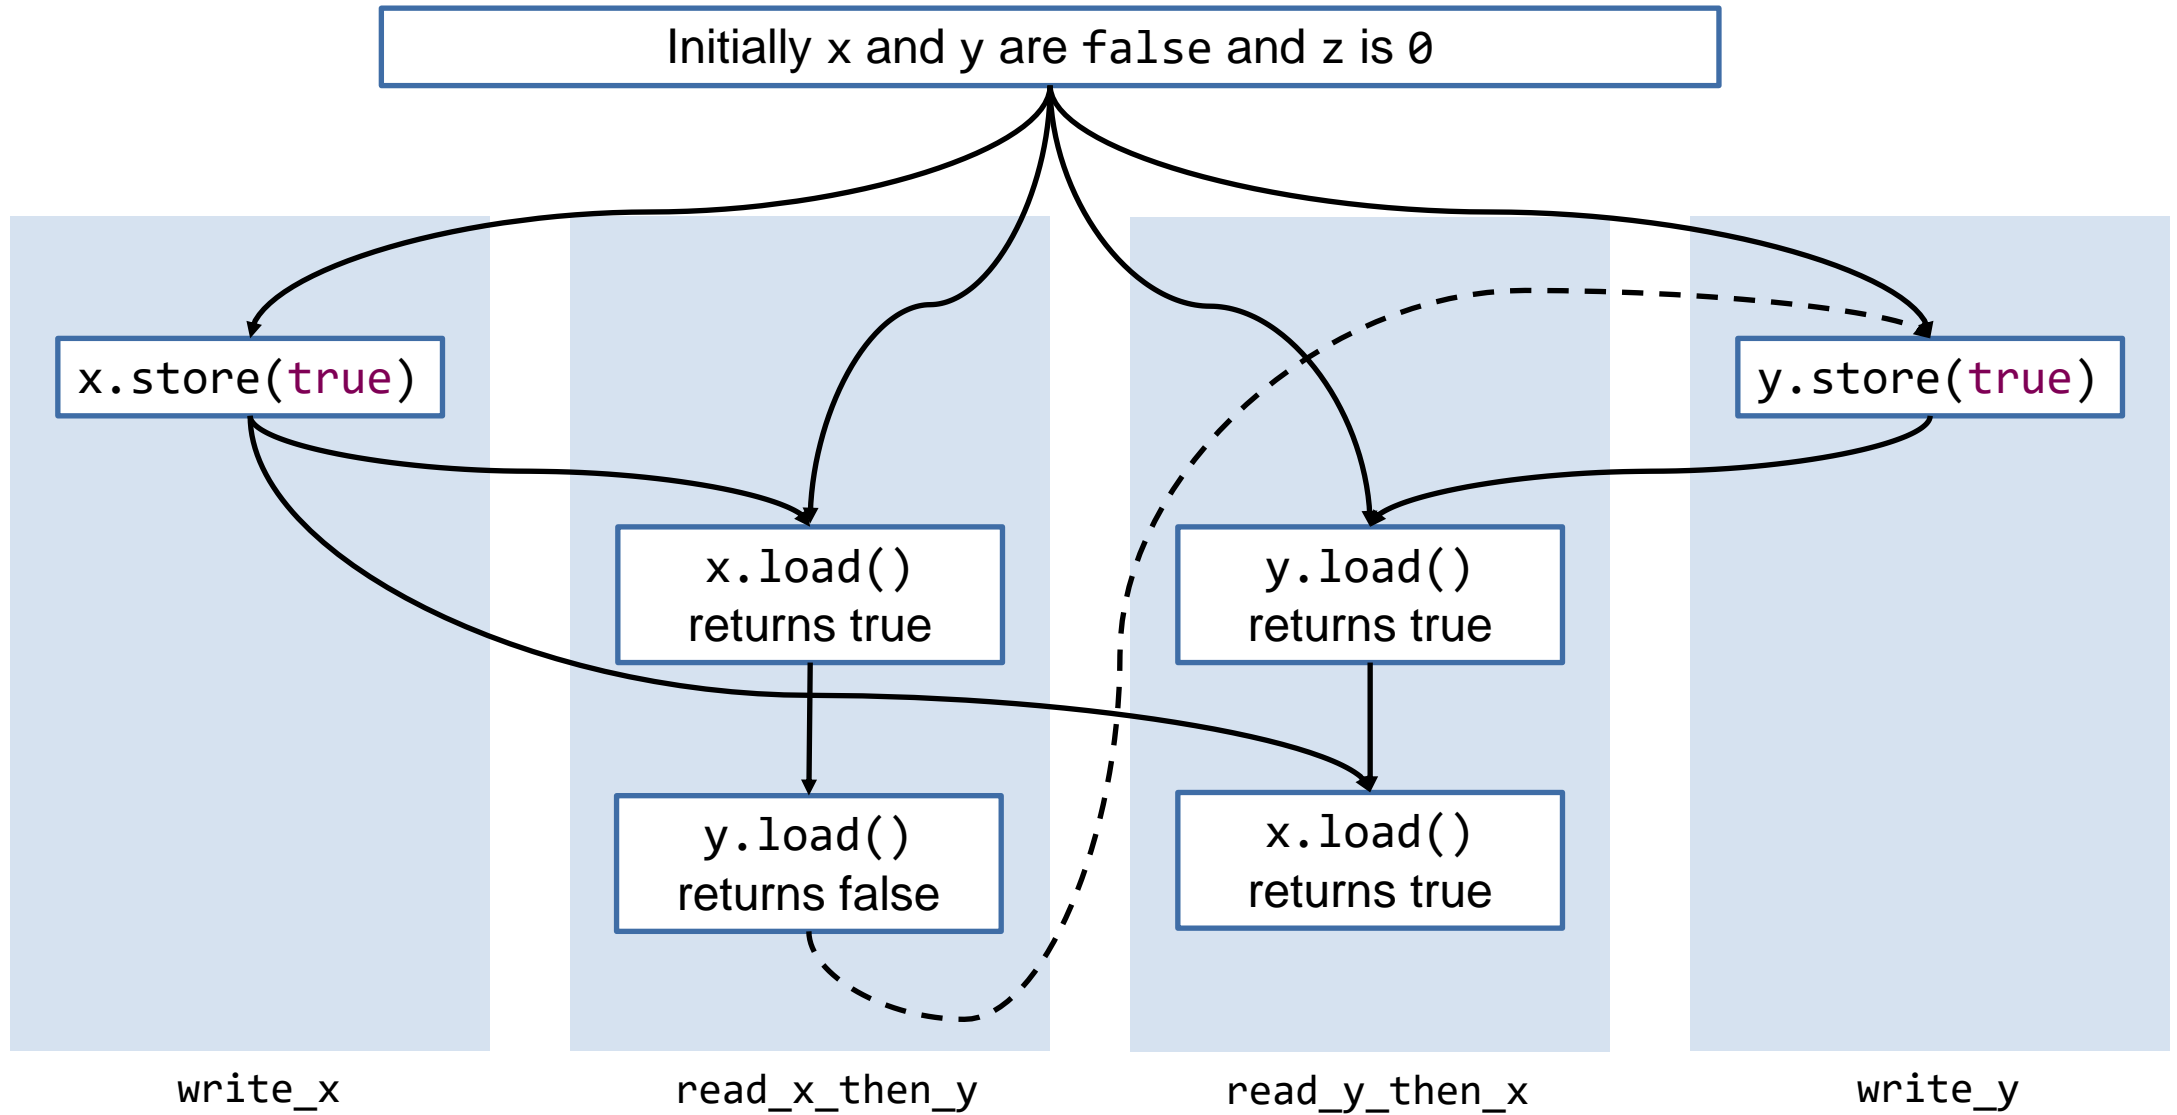 Initially x and y are false and z is 0
x.store(true)
y.store(true)
x.load()
returns true
y.load()
returns true
y.load()
returns false
x.load()
returns true
write_x
read_x_then_y
read_y_then_x
write_y